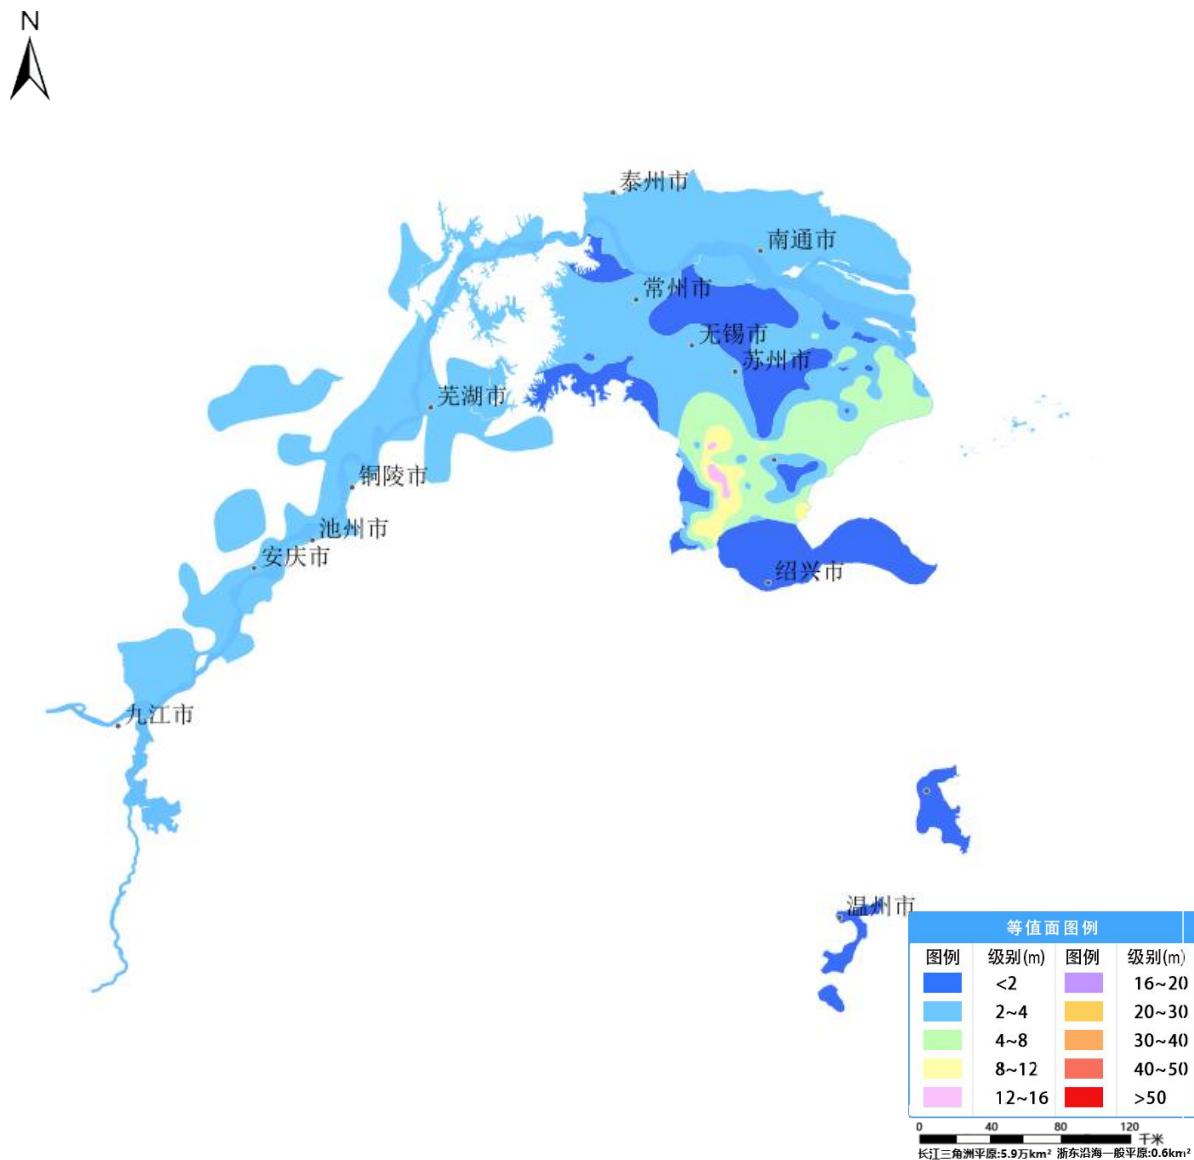 N
泰州市
南通市
常州市
无锡市
苏州市
芜湖市
铜陵市
池州市
安庆市
绍兴市
九江市
温州市
等值面图例
图例 级别(m) 图例 级别(m)
<2 16~20
2~4 20~30
4~8 30~40
8~12 40~50
12~16 >50
0 40 80 120
千米
长江三角洲平原:5.9万km² 浙东沿海一般平原:0.6km²